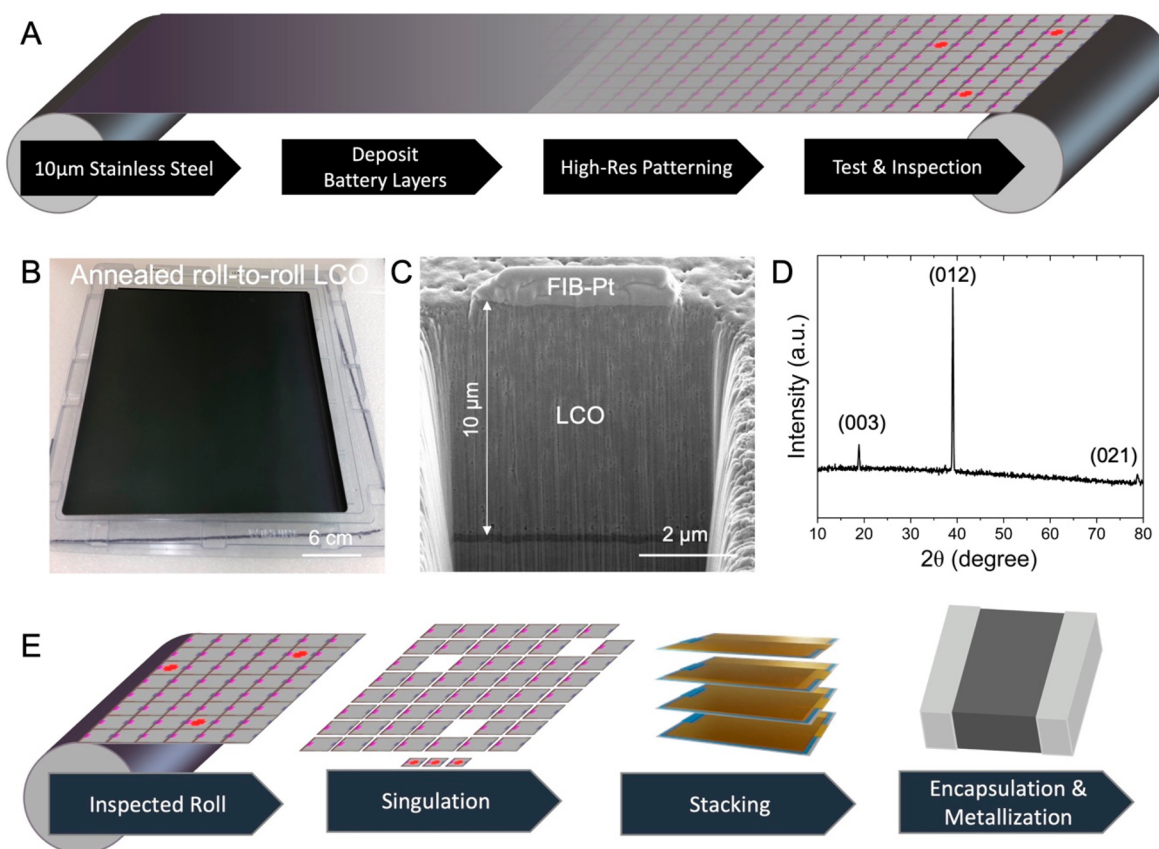 A
10µm Stainless Steel
Deposit
Battery Layers
High-Res Patterning
Test & Inspection
B
Annealed roll-to-roll LCO
6 cm
C
FIB-Pt
10 µm
LCO
2 µm
D
Intensity (a.u.)
(003)
(012)
(021)
10 20 30 40 50 60 70 80
2θ (degree)
E
Inspected Roll
Singulation
Stacking
Encapsulation &
Metallization